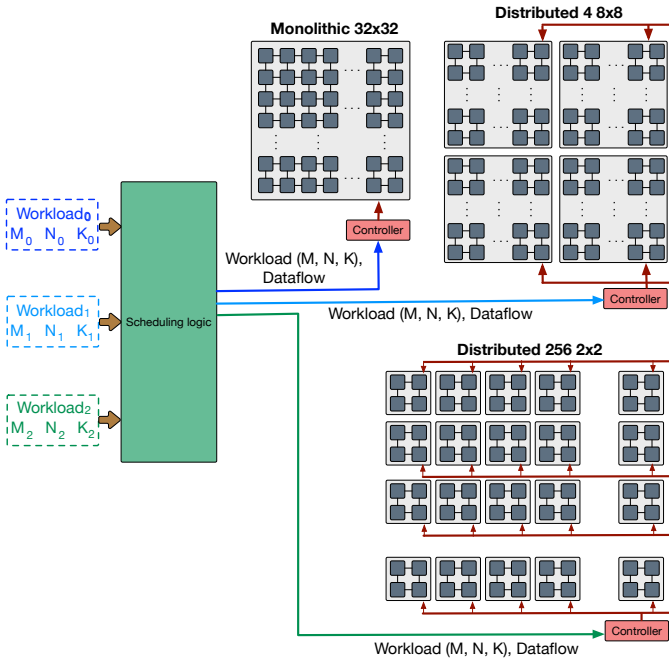 Distributed 4 8x8
Monolithic 32x32
Workload0
M0 N0 K0
Controller
Workload (M, N, K),
Dataflow
Controller
Workload1
M1 N1 K1
Scheduling logic
Workload (M, N, K), Dataflow
Distributed 256 2x2
Workload2
M2 N2 K2
Controller
Workload (M, N, K), Dataflow